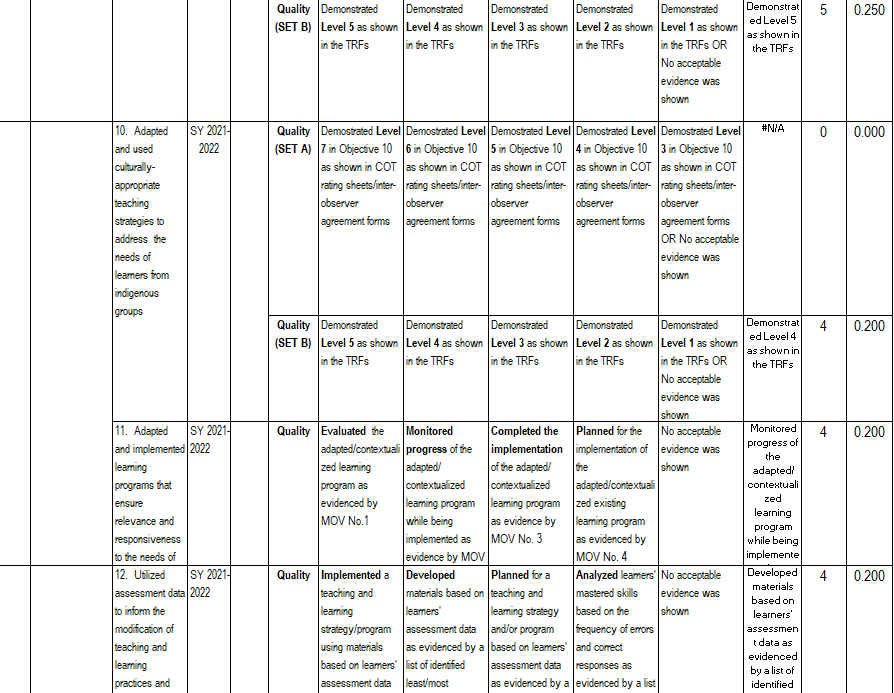 Quality
(SET B)
Demonstrated
Level 5 as shown
in the TRFs
Demonstrated
Level 4 as shown
in the TRFs
Demonstrated
Level 3 as shown
in the TRFs
Demonstrated
Level 2 as shown
in the TRFs
Demonstrated
Level 1 as shown
in the TRFs OR
No acceptable
evidence was
shown
Demonstrat
ed Level 5
as shown in
the TRFs
5
0.250
10. Adapted
and used
culturally-
appropriate
teaching
strategies to
address the
needs of
learners from
indigenous
groups
SY 2021-
2022
Quality
(SET A)
Demostrated Level
7 in Objective 10
as shown in COT
rating sheets/inter-
observer
agreement forms
Demostrated Level
6 in Objective 10
as shown in COT
rating sheets/inter-
observer
agreement forms
Demostrated Level
5 in Objective 10
as shown in COT
rating sheets/inter-
observer
agreement forms
Demostrated Level
4 in Objective 10
as shown in COT
rating sheets/inter-
observer
agreement forms
Demostrated Level
3 in Objective 10
as shown in COT
rating sheets/inter-
observer
agreement forms
OR No acceptable
evidence was
shown
#N/A
0
0.000
Quality
(SET B)
Demonstrated
Level 5 as shown
in the TRFs
Demonstrated
Level 4 as shown
in the TRFs
Demonstrated
Level 3 as shown
in the TRFs
Demonstrated
Level 2 as shown
in the TRFs
Demonstrated
Level 1 as shown
in the TRFs OR
No acceptable
evidence was
shown
Demonstrat
ed Level 4
as shown in
the TRFs
4
0.200
11. Adapted
and implemented
learning
programs that
ensure
relevance and
responsiveness
to the needs of
SY 2021-
2022
Quality
Evaluated the
adapted/contextuali
zed learning
program as
evidenced by
MOV No.1
Monitored
progress of the
adapted/
contextualized
learning program
while being
implemented as
evidence by MOV
Completed the
implementation
of the adapted/
contextualized
learning program
as evidence by
MOV No. 3
Planned for the
implementation of
the
adapted/contextuali
zed existing
learning program
as evidenced by
MOV No. 4
No acceptable
evidence was
shown
Monitored
progress of
the
adapted/
contextuali
zed
learning
program
while being
implemente
4
0.200
12. Utilized
assessment data
to inform the
modification of
teaching and
learning
practices and
SY 2021-
2022
Quality
Implemented a
teaching and
learning
strategy/program
using materials
based on learners'
assessment data
Developed
materials based on
learners'
assessment data
as evidenced by a
list of identified
least/most
Planned for a
teaching and
learning strategy
and/or program
based on learners'
assessment data
as evidenced by a
Analyzed learners'
mastered skills
based on the
frequency of errors
and correct
responses as
evidenced by a list
No acceptable
evidence was
shown
Developed
materials
based on
learners'
assessmen
t data as
evidenced
by a list of
identified
4
0.200